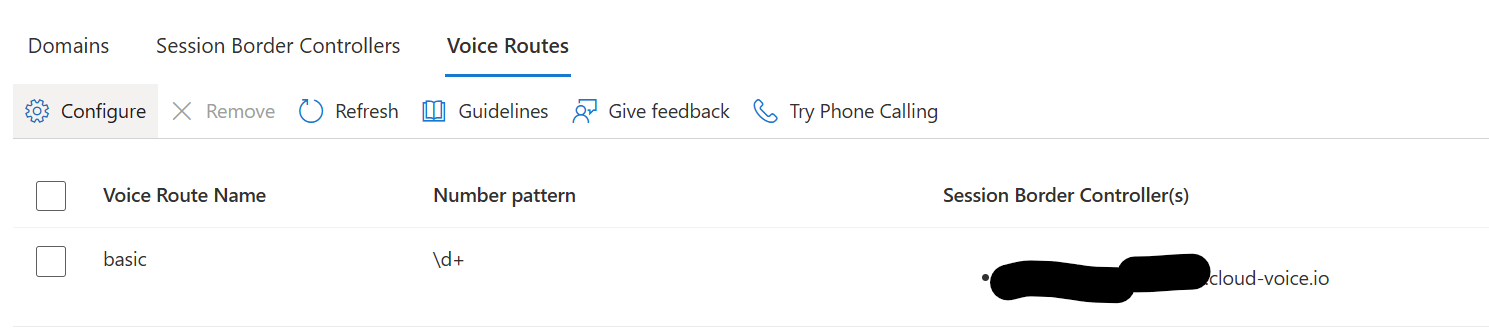 Domains Session Border Controllers Voice Routes
Configure Remove Refresh Guidelines Give feedback Try Phone Calling
Voice Route Name Number pattern Session Border Controller(s)
basic \d+
.cloud-voice.io